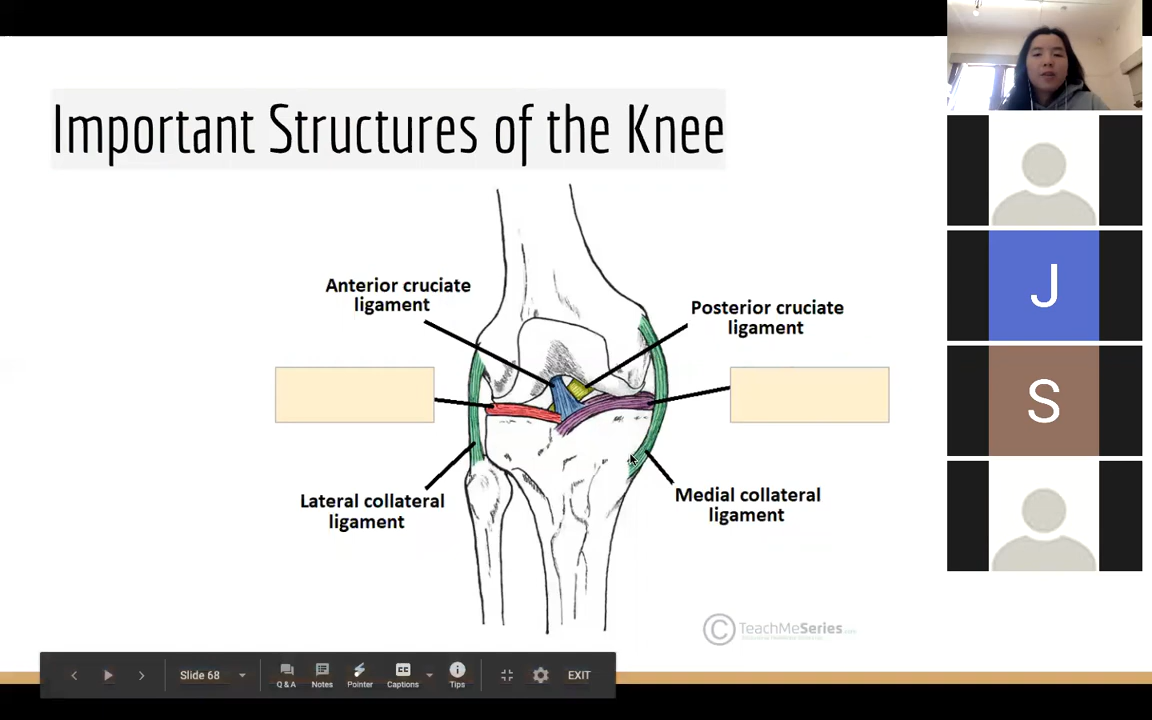 Important Structures of the Knee
Anterior cruciate
ligament
Posterior cruciate
ligament
Lateral collateral
ligament
Medial collateral
ligament
© TeachMeSeries.com
J
S
Slide 68
Q & A
Notes
Pointer
Captions
Tips
EXIT